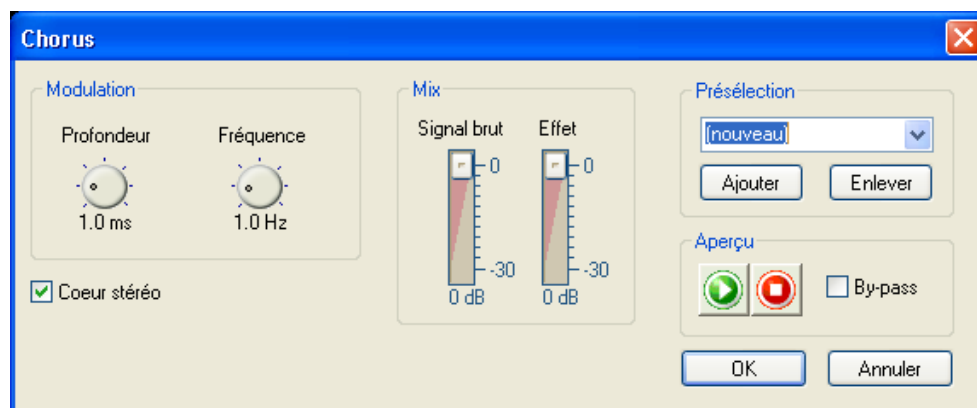 Chorus
Modulation
Profondeur
Fréquence
1.0 ms
1.0 Hz
Coeur stéréo
Mix
Signal brut
Effet
0
-30
0 dB
0
-30
0 dB
Présélection
(nouveau)
Ajouter
Enlever
Aperçu
By-pass
OK
Annuler